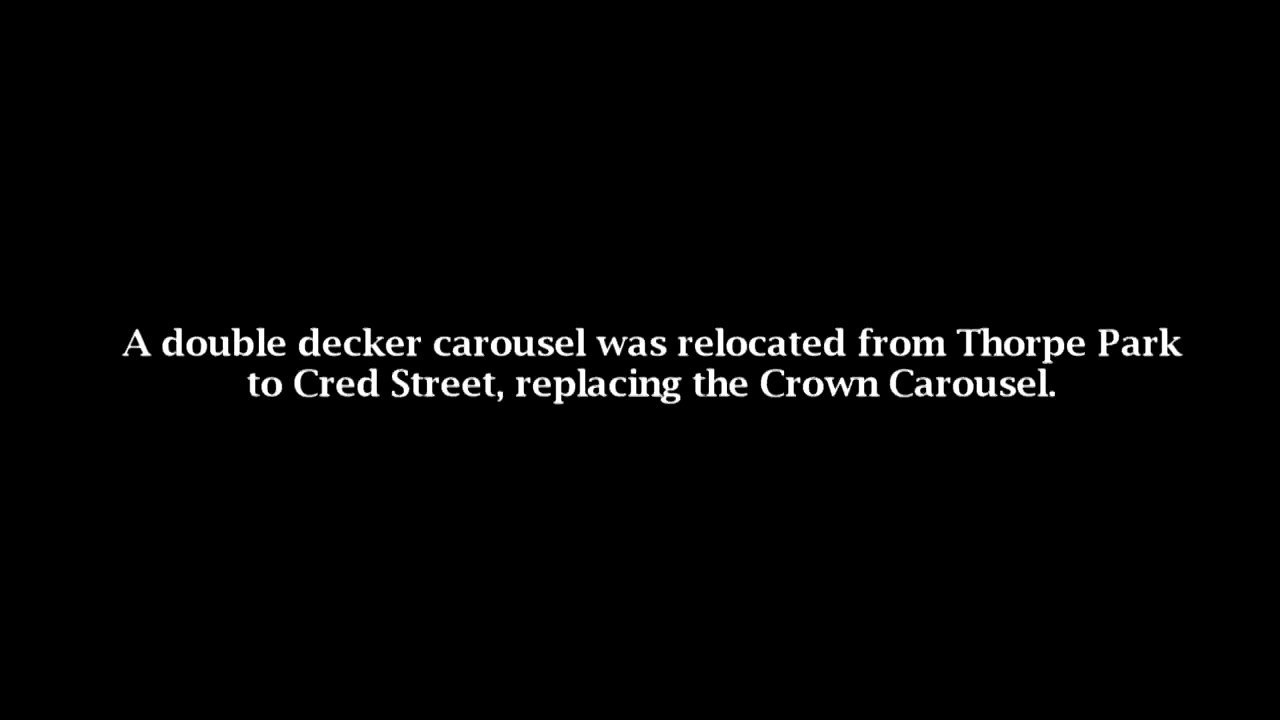 A double decker carousel was relocated from Thorpe Park
to Cred Street, replacing the Crown Carousel.